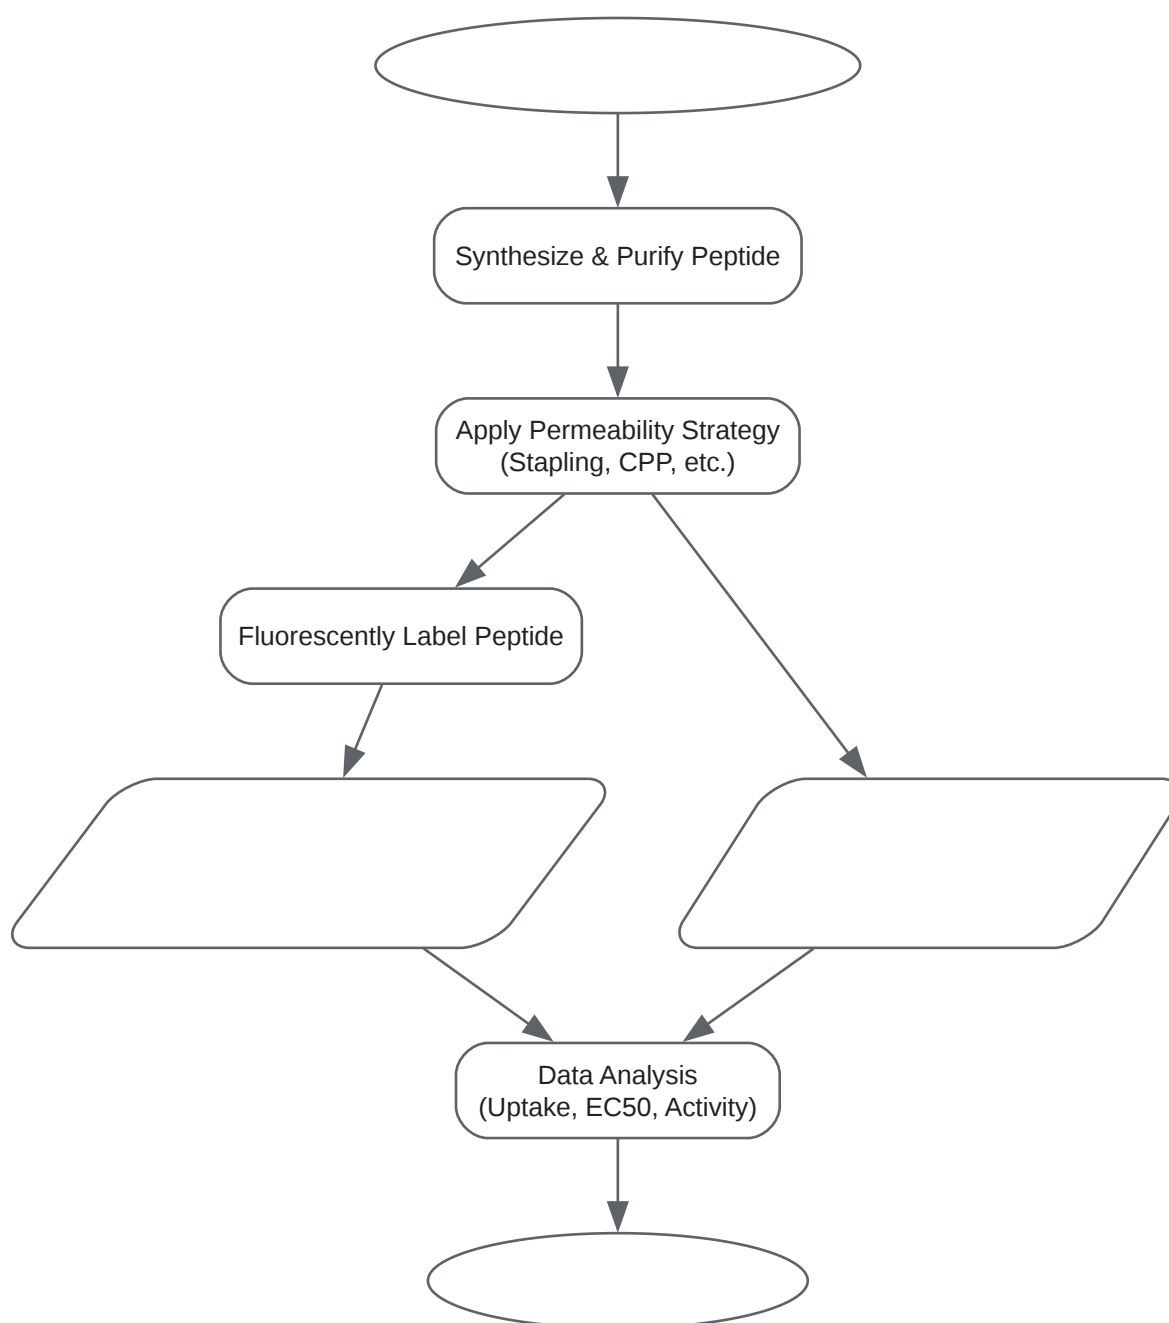 Synthesize & Purify Peptide
Apply Permeability Strategy
(Stapling, CPP, etc.)
Fluorescently Label Peptide
Data Analysis
(Uptake, EC50, Activity)